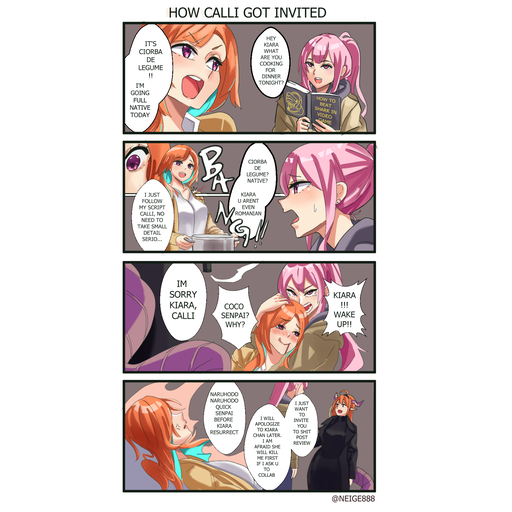 HOW CALLI GOT INVITED
IT'S
CIORBA
DE
LEGUME
!!
I'M
GOING
FULL
NATIVE
TODAY
HEY
KIARA
WHAT
ARE YOU
COOKING
FOR
DINNER
TONIGHT?
HOW TO
BEAT
SHARK IN
VIDEO
GAME
I JUST
FOLLOW
MY SCRIPT
CALLI, NO
NEED TO
TAKE SMALL
DETAIL
SERIO...
BA
NG!!
CIORBA
DE
LEGUME?
NATIVE?
KIARA
U ARENT
EVEN
ROMANIAN
IM
SORRY
KIARA,
CALLI
COCO
SENPAI?
WHY?
KIARA
!!!
WAKE
UP!!
NARUHODO
NARUHODO
QUICK
SENPAI
BEFORE
KIARA
RESURRECT
I WILL
APOLOGIZE
TO KIARA
CHAN LATER.
I AM
AFRAID SHE
WILL KILL
ME FIRST
IF I ASK U
TO
COLLAB
I JUST
WANT
TO
INVITE
YOU
TO SHIT
POST
REVIEW
@NEIGE888